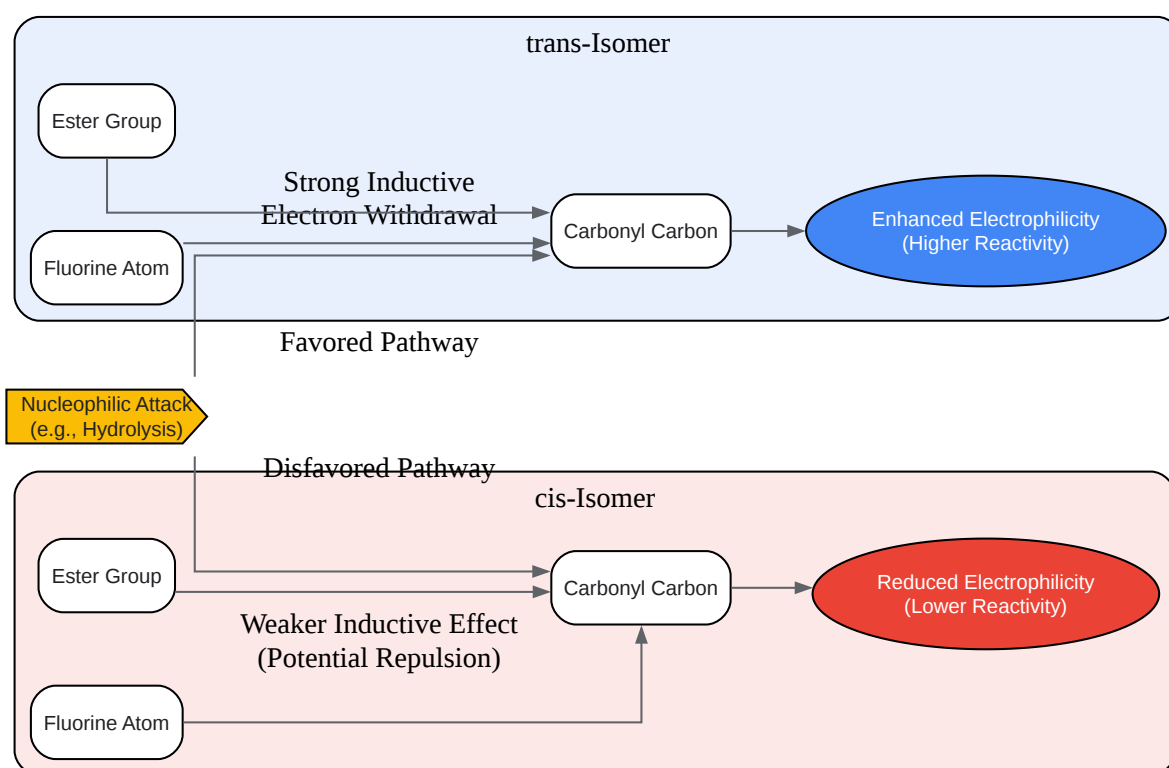 trans-Isomer
Ester Group
Strong Inductive
Electron Withdrawal
Fluorine Atom
Carbonyl Carbon
Enhanced Electrophilicity
(Higher Reactivity)
Favored Pathway
Nucleophilic Attack
(e.g., Hydrolysis)
Disfavored Pathway
cis-Isomer
Ester Group
Carbonyl Carbon
Reduced Electrophilicity
(Lower Reactivity)
Weaker Inductive Effect
(Potential Repulsion)
Fluorine Atom